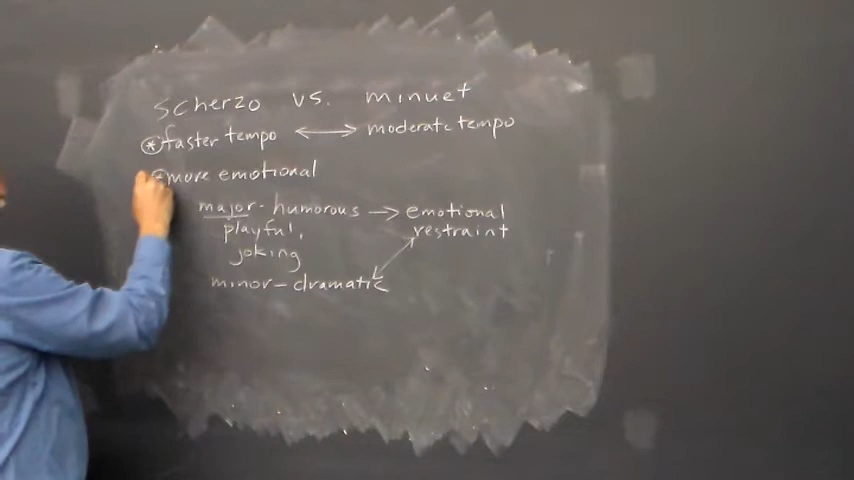 scherzo vs. minuet
* faster tempo ↔ moderate tempo
more emotional
major - humorous → emotional
playful, restraint
joking
minor - dramatic